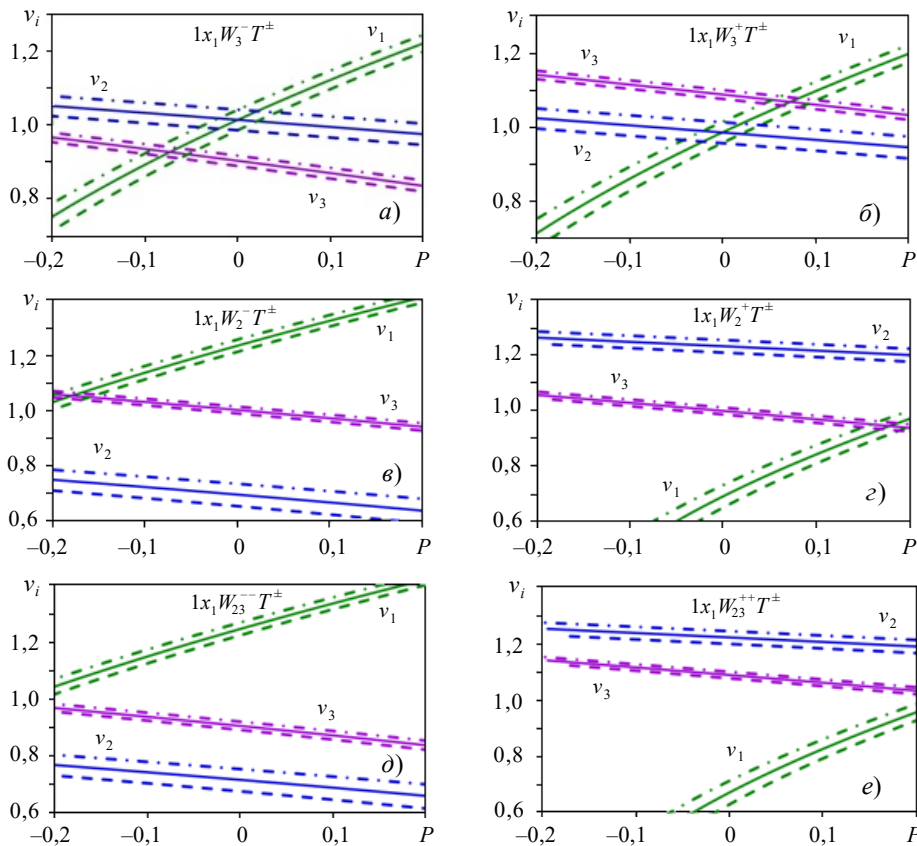 v_i
1,2
1,0
0,8
–0,2
–0,1
0
0,1
P
1x_1W_3^–T^±
v_1
v_2
v_3
а)
v_i
1,2
1,0
0,8
–0,2
–0,1
0
0,1
P
1x_1W_3^+T^±
v_1
v_3
v_2
б)
v_i
1,2
1,0
0,8
0,6
–0,2
–0,1
0
0,1
P
1x_1W_2^–T^±
v_1
v_3
v_2
в)
v_i
1,2
1,0
0,8
0,6
–0,2
–0,1
0
0,1
P
1x_1W_2^+T^±
v_2
v_3
v_1
г)
v_i
1,2
1,0
0,8
0,6
–0,2
–0,1
0
0,1
P
1x_1W_{23}^{––}T^±
v_1
v_3
v_2
д)
v_i
1,2
1,0
0,8
0,6
–0,2
–0,1
0
0,1
P
1x_1W_{23}^{++}T^±
v_2
v_3
v_1
е)